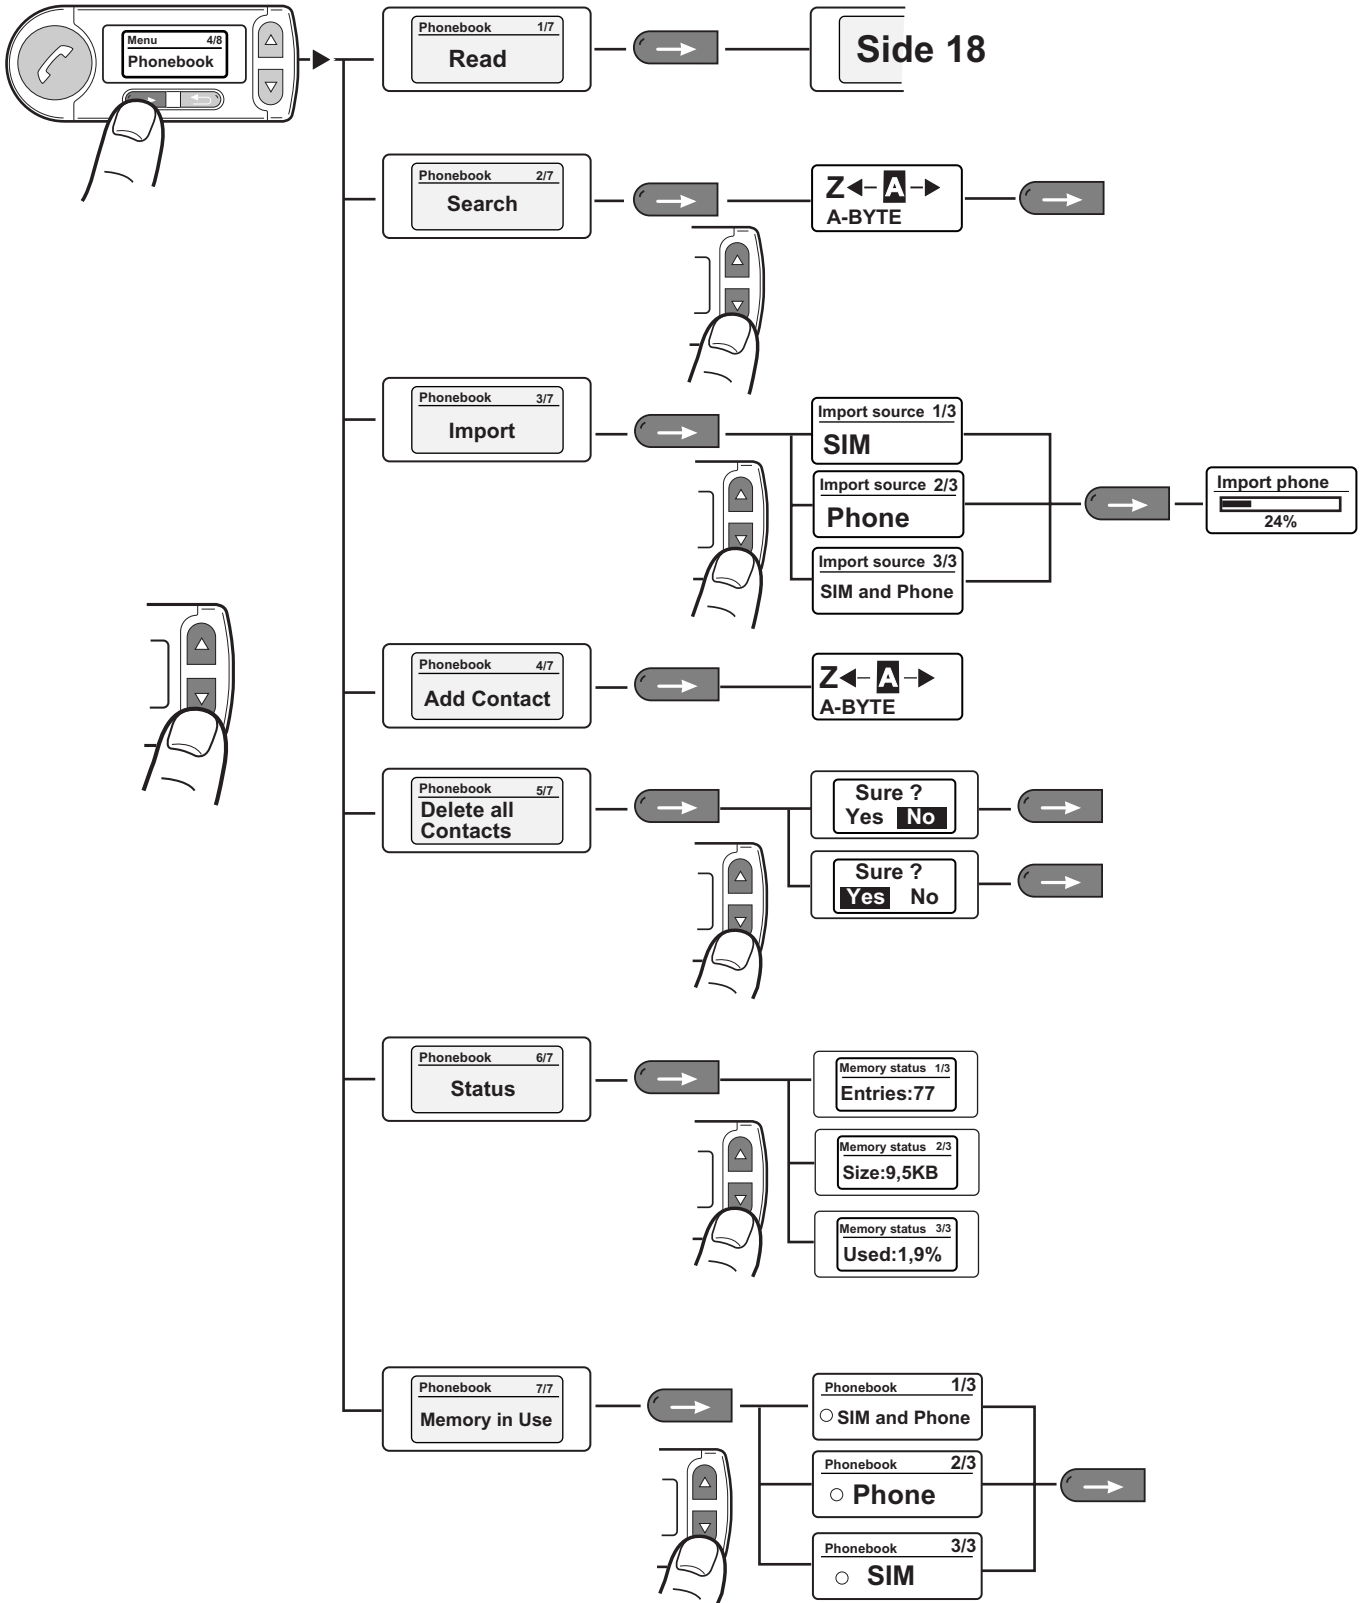 Menu 4/8
Phonebook
Phonebook 1/7
Read
Side 18
Phonebook 2/7
Search
Z A
A-BYTE
Phonebook 3/7
Import
Import source 1/3
SIM
Import source 2/3
Phone
Import source 3/3
SIM and Phone
Import phone
24%
Phonebook 4/7
Add Contact
Z A
A-BYTE
Phonebook 5/7
Delete all
Contacts
Sure ?
Yes No
Sure ?
Yes No
Phonebook 6/7
Status
Memory status 1/3
Entries:77
Memory status 2/3
Size:9,5KB
Memory status 3/3
Used:1,9%
Phonebook 7/7
Memory in Use
Phonebook 1/3
SIM and Phone
Phonebook 2/3
Phone
Phonebook 3/3
SIM